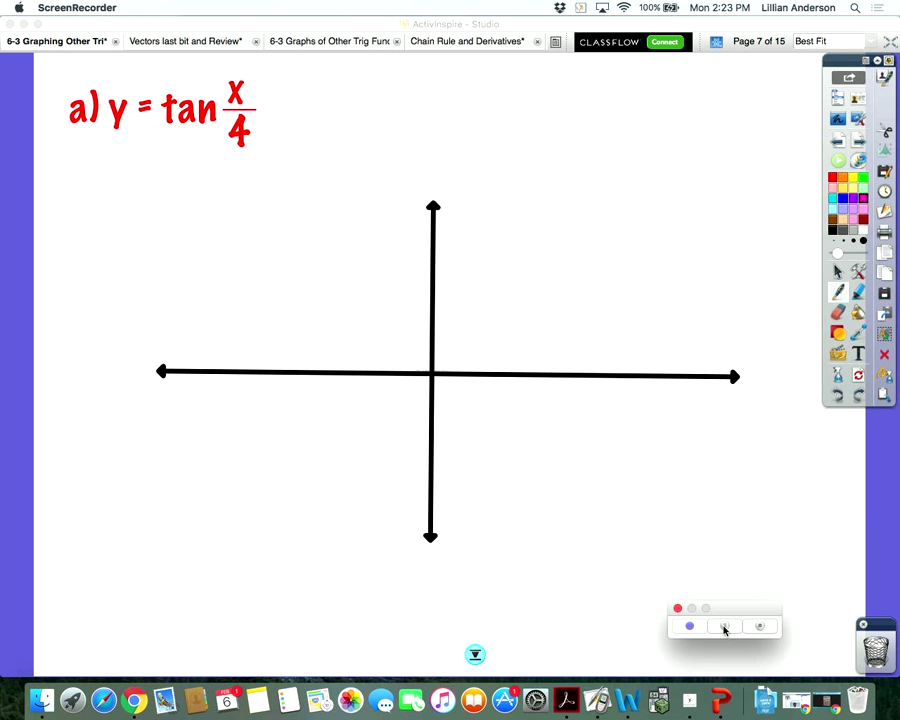 ScreenRecorder
100%
Mon 2:23 PM
Lillian Anderson
ActivInspire - Studio
6-3 Graphing Other Tri*
Vectors last bit and Review*
6-3 Graphs of Other Trig Func
Chain Rule and Derivatives*
CLASSFLOW
Connect
Page 7 of 15
Best Fit
a) y = tan x/4